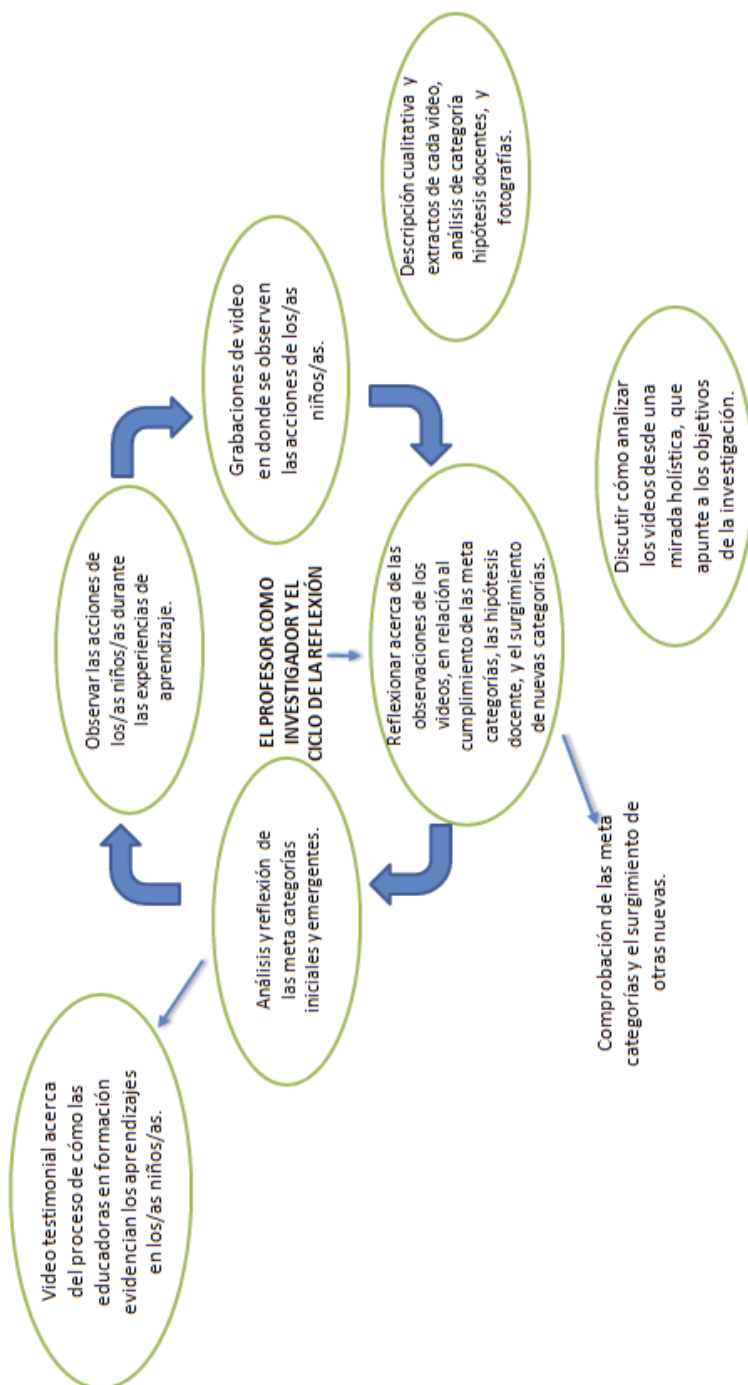 Observar las acciones de
los/as niños/as durante
las experiencias de
aprendizaje.
Grabaciones de video
en donde se observen
las acciones de los/as
niños/as.
Descripción cualitativa y
extractos de cada video,
análisis de categoría
hipótesis docentes, y
fotografías.
EL PROFESOR COMO
INVESTIGADOR Y EL
CICLO DE LA REFLEXIÓN
Reflexionar acerca de las
observaciones de los
videos, en relación al
cumplimiento de las meta
categorías, las hipótesis
docente, y el surgimiento
de nuevas categorías.
Discutir cómo analizar
los videos desde una
mirada holística, que
apunte a los objetivos
de la investigación.
Comprobación de las meta
categorías y el surgimiento de
otras nuevas.
Análisis y reflexión de
las meta categorías
iniciales y emergentes.
Video testimonial acerca
del proceso de cómo las
educadoras en formación
evidencian los aprendizajes
en los/as niños/as.